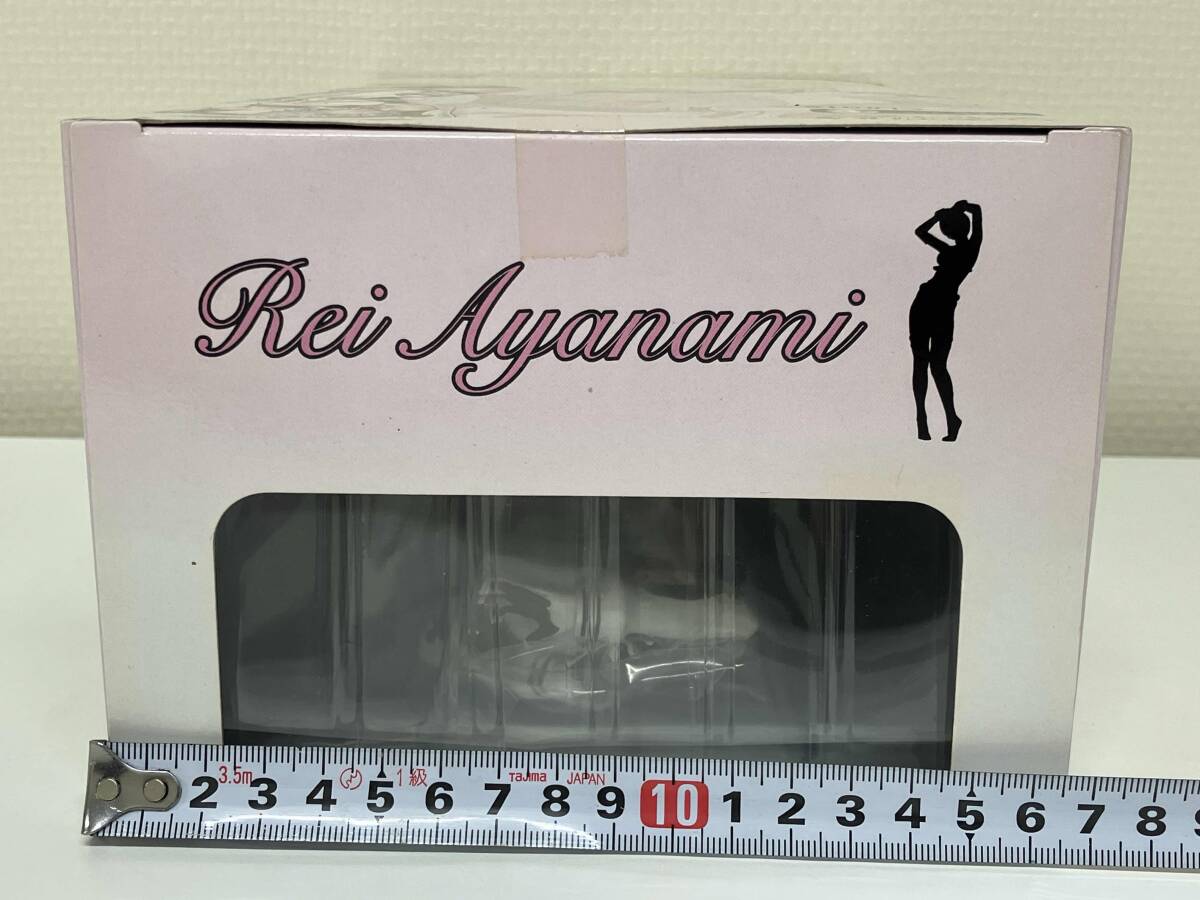 Rei Ayanami
3.5m 1級 Tajima JAPAN
2 3 4 5 6 7 8 9 10 1 2 3 4 5 6 7 8